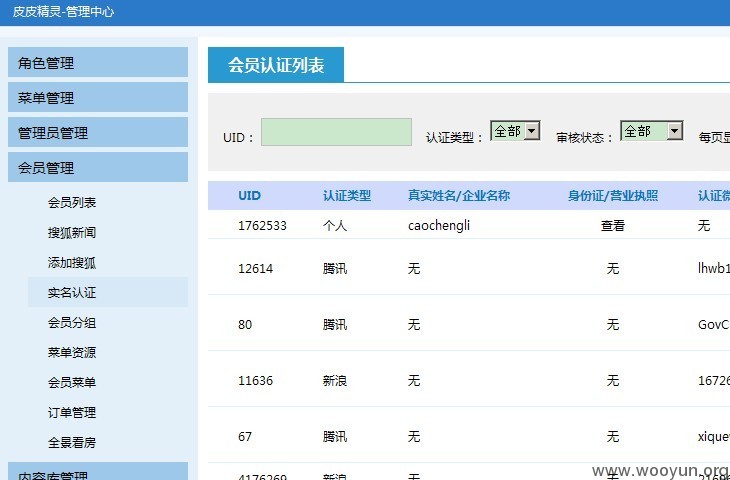 皮皮精灵-管理中心
角色管理
菜单管理
管理员管理
会员管理
会员列表
搜狐新闻
添加搜狐
实名认证
会员分组
菜单资源
会员菜单
订单管理
全景看房
内容库管理
会员认证列表
UID： 认证类型： 全部 审核状态： 全部 每页显
UID 认证类型 真实姓名/企业名称 身份证/营业执照 认证微
1762533 个人 caochengli 查看 无
12614 腾讯 无 无 lhwb1
80 腾讯 无 无 GovC
11636 新浪 无 无 16726
67 腾讯 无 无 xique
4176269 新浪 无 无
www.wooyun.org